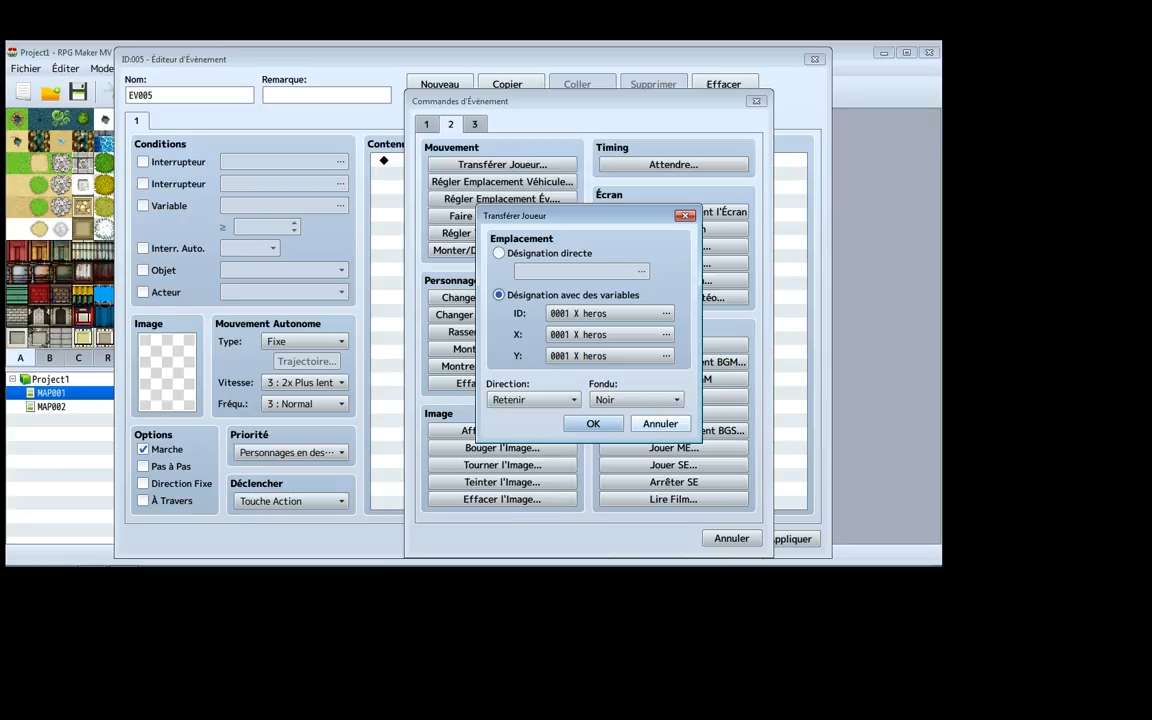 Project1 - RPG Maker MV
Fichier Éditer Mode
A B C R
Project1
MAP001
MAP002
ID:005 - Éditeur d'Évènement
Nom: Remarque:
EV005
Nouveau Copier Coller Supprimer Effacer
1
Conditions
Interrupteur ...
Interrupteur ...
Variable ...
≥
Interr. Auto.
Objet
Acteur
Image
Mouvement Autonome
Type: Fixe
Trajectoire...
Vitesse: 3 : 2x Plus lent
Fréqu.: 3 : Normal
Options
Marche
Pas à Pas
Direction Fixe
À Travers
Priorité
Personnages en des···
Déclencher
Touche Action
Conten
Commandes d'Évènement
1 2 3
Mouvement
Transférer Joueur...
Régler Emplacement Véhicule...
Régler Emplacement Év....
Faire
Régler
Monter/D
Personnag
Change
Changer
Rasse
Mont
Montre
Effa
Image
Aff
Bouger l'Image...
Tourner l'Image...
Teinter l'Image...
Effacer l'Image...
Timing
Attendre...
Écran
nt l'Écran
téo...
ent BGM...
M
ent BGS...
Jouer ME...
Jouer SE...
Arrêter SE
Lire Film...
Annuler
ppliquer
Transférer Joueur
Emplacement
Désignation directe
...
Désignation avec des variables
ID: 0001 X heros ...
X: 0001 X heros ...
Y: 0001 X heros ...
Direction: Fondu:
Retenir Noir
OK Annuler